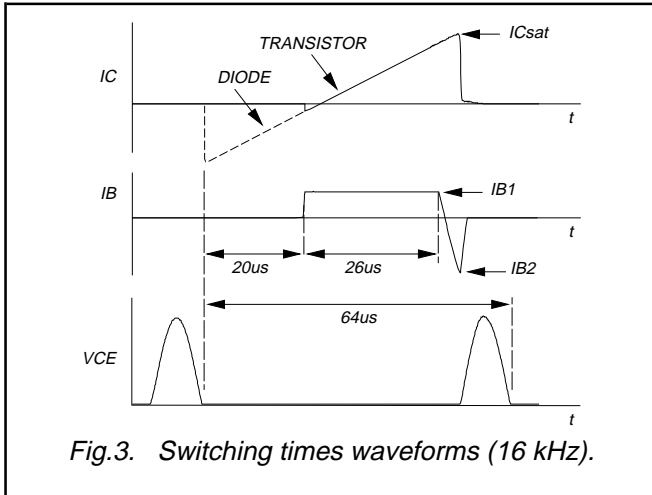 ICsat
TRANSISTOR
DIODE
IC
t
IB
IB1
t
20us
26us
IB2
64us
VCE
t
Fig.3. Switching times waveforms (16 kHz).